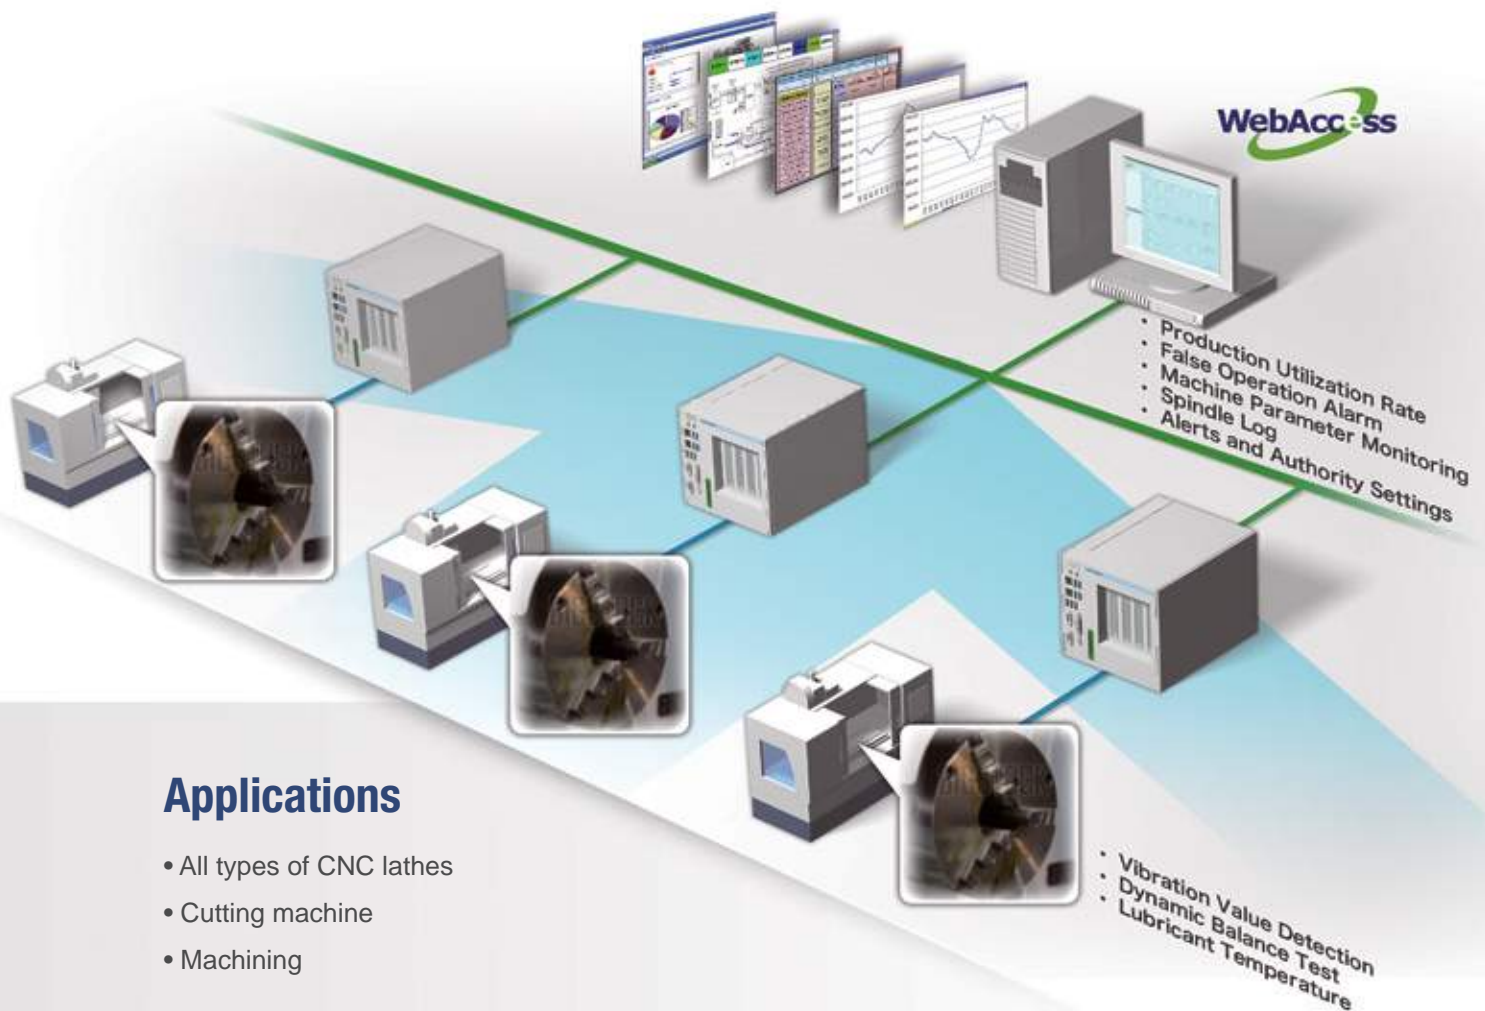 WebAccess
• Production Utilization Rate
• False Operation Alarm
• Machine Parameter Monitoring
• Spindle Log
• Alerts and Authority Settings
Applications
• All types of CNC lathes
• Cutting machine
• Machining
• Vibration Value Detection
• Dynamic Balance Test
• Lubricant Temperature